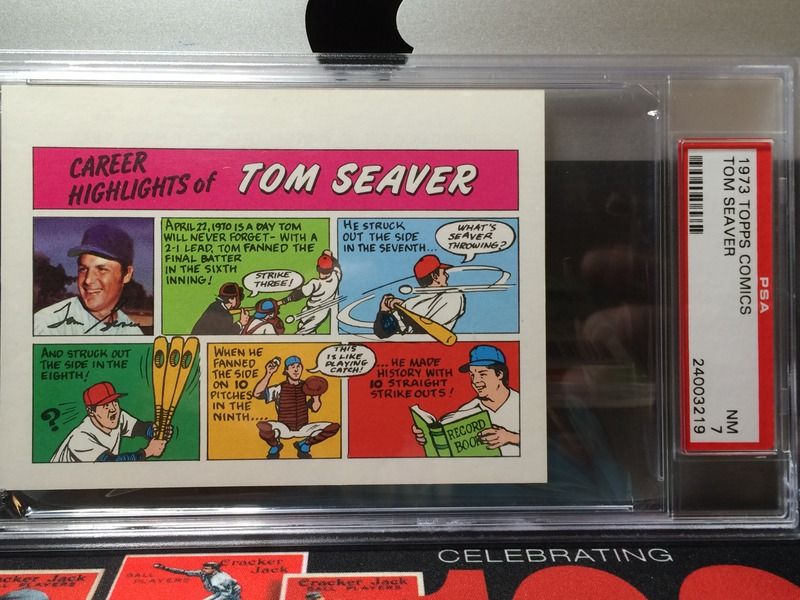 CAREER
HIGHLIGHTS of
TOM SEAVER
Tom Seaver
APRIL 22, 1970 IS A DAY TOM
WILL NEVER FORGET - WITH A
2-1 LEAD, TOM FANNED THE
FINAL BATTER
IN THE SIXTH
INNING!
STRIKE
THREE!
HE STRUCK
OUT THE SIDE
IN THE SEVENTH...
WHAT'S
SEAVER
THROWING?
AND STRUCK OUT
THE SIDE IN THE
EIGHTH!
?
WHEN HE
FANNED
THE SIDE
ON 10
PITCHES
IN THE
NINTH....
THIS
IS LIKE
PLAYING
CATCH!
...HE MADE
HISTORY WITH
10 STRAIGHT
STRIKE OUTS!
RECORD
BOOK
1973 TOPPS COMICS
TOM SEAVER
PSA
NM
7
24003219
CELEBRATING
Cracker Jack
BALL PLAYERS
Cracker
Jack
BALL
PLAYERS
Cracker Jack
BALL PLAYERS